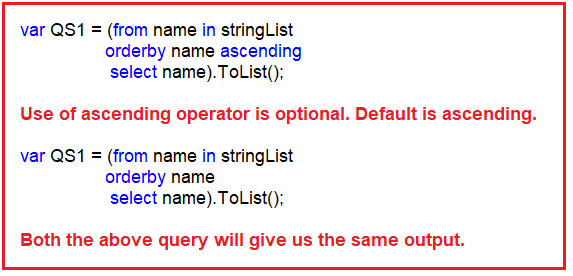 var QS1 = (from name in stringList
orderby name ascending
select name).ToList();
Use of ascending operator is optional. Default is ascending.
var QS1 = (from name in stringList
orderby name
select name).ToList();
Both the above query will give us the same output.